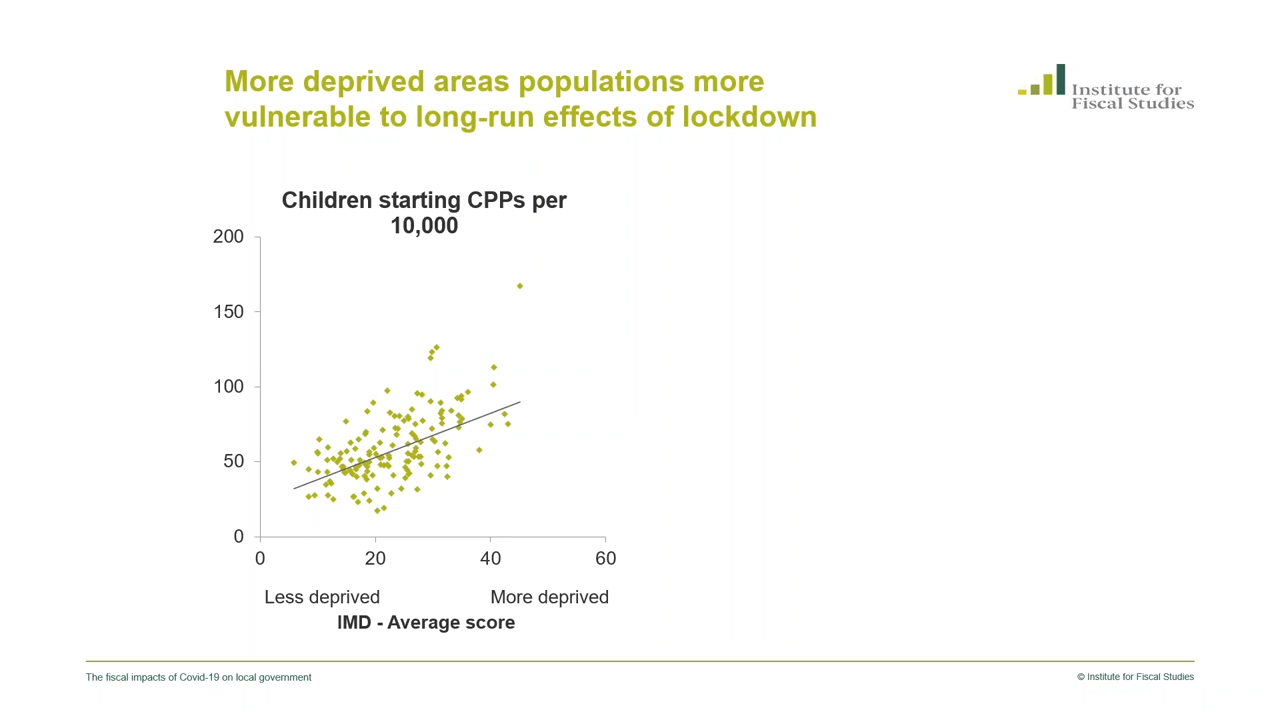 More deprived areas populations more
vulnerable to long-run effects of lockdown
Institute for
Fiscal Studies
Children starting CPPs per
10,000
200
150
100
50
0
0 20 40 60
Less deprived More deprived
IMD - Average score
The fiscal impacts of Covid-19 on local government
© Institute for Fiscal Studies